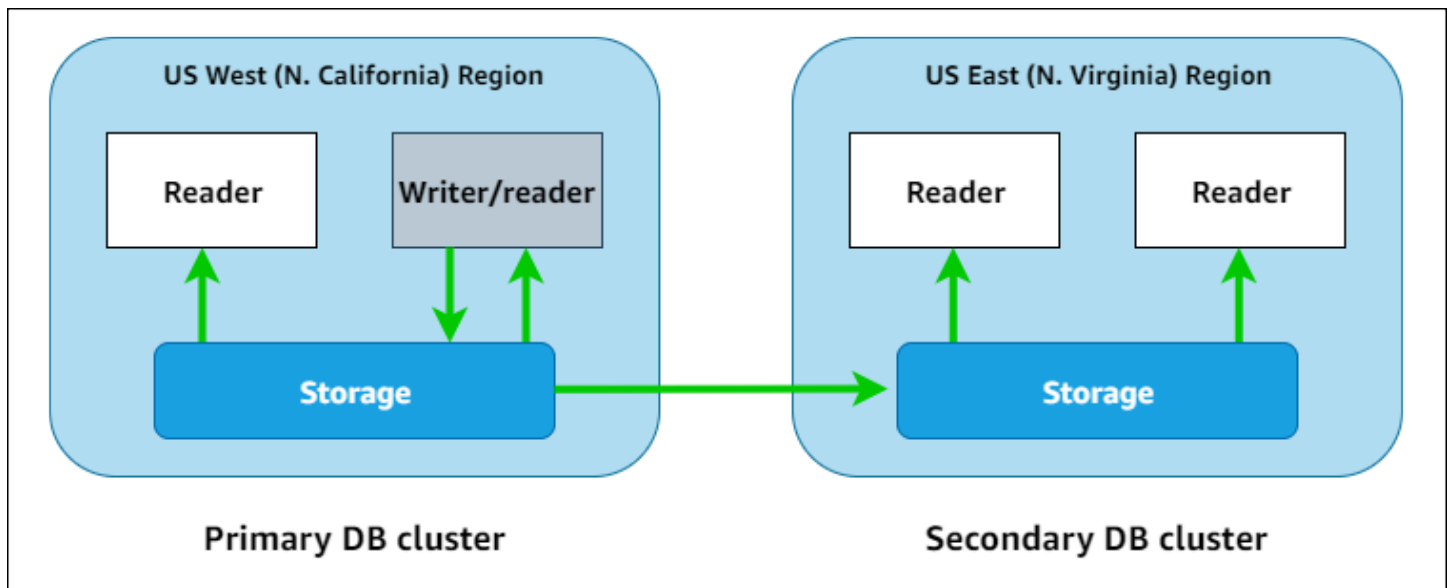 US West (N. California) Region
Reader
Writer/reader
Storage
Primary DB cluster
US East (N. Virginia) Region
Reader
Reader
Storage
Secondary DB cluster